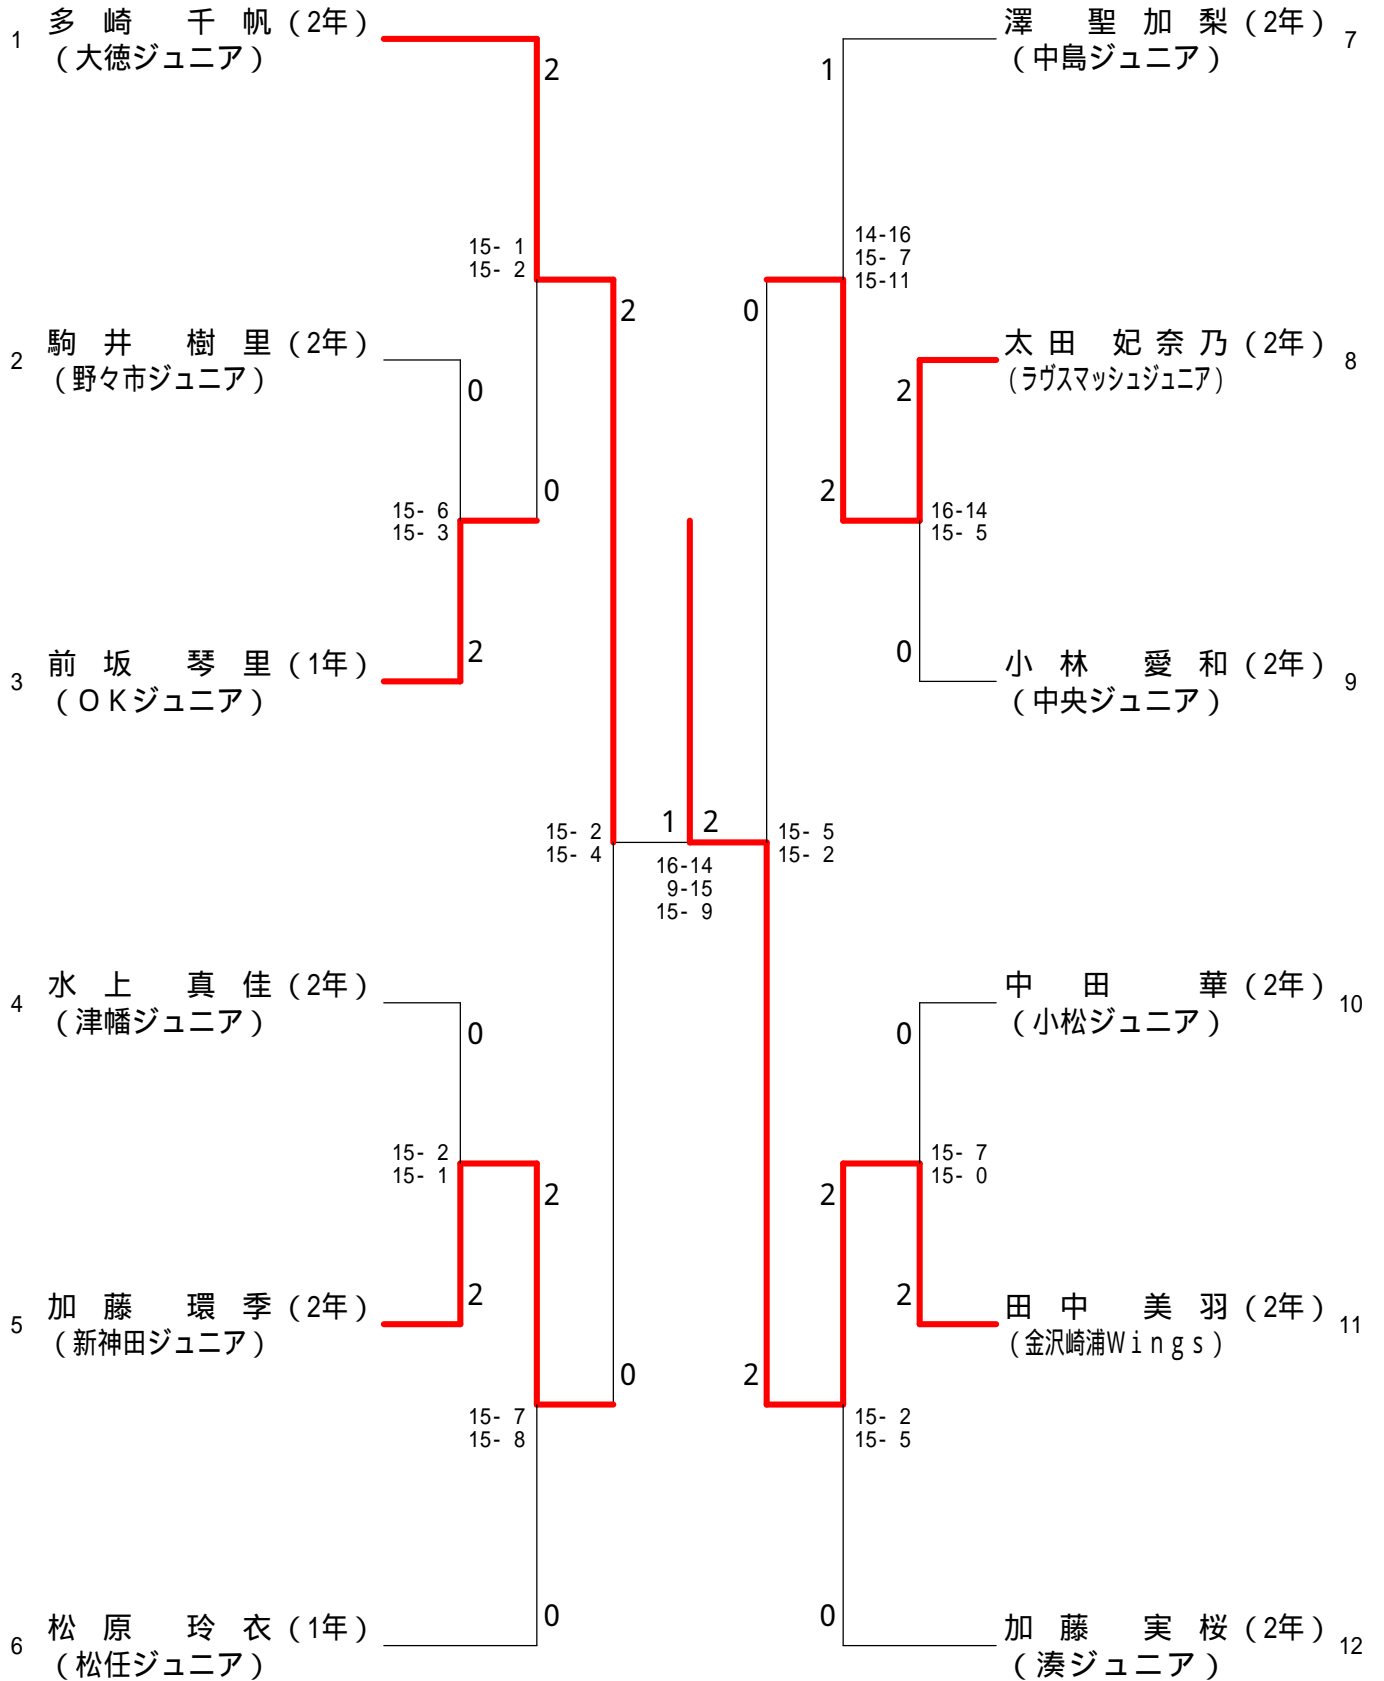 1 多崎 千帆 (2年)
(大徳ジュニア)
2
15- 1
15- 2
2
2 駒井 樹里 (2年)
(野々市ジュニア)
0
0
15- 6
15- 3
3 前坂 琴里 (1年)
(OKジュニア)
2
15- 2
15- 4
1 2
16-14
9-15
15- 9
4 水上 真佳 (2年)
(津幡ジュニア)
0
15- 2
15- 1
2
5 加藤 環季 (2年)
(新神田ジュニア)
2
0
15- 7
15- 8
6 松原 玲衣 (1年)
(松任ジュニア)
0
澤 聖加梨 (2年) 7
(中島ジュニア)
1
14-16
15- 7
15-11
0
太田 妃奈乃 (2年) 8
(ラヴスマッシュジュニア)
2
2
16-14
15- 5
小林 愛和 (2年) 9
(中央ジュニア)
0
15- 5
15- 2
中田 華 (2年) 10
(小松ジュニア)
0
15- 7
15- 0
2
田中 美羽 (2年) 11
(金沢崎浦Wings)
2
2
15- 2
15- 5
加藤 実桜 (2年) 12
(湊ジュニア)
0